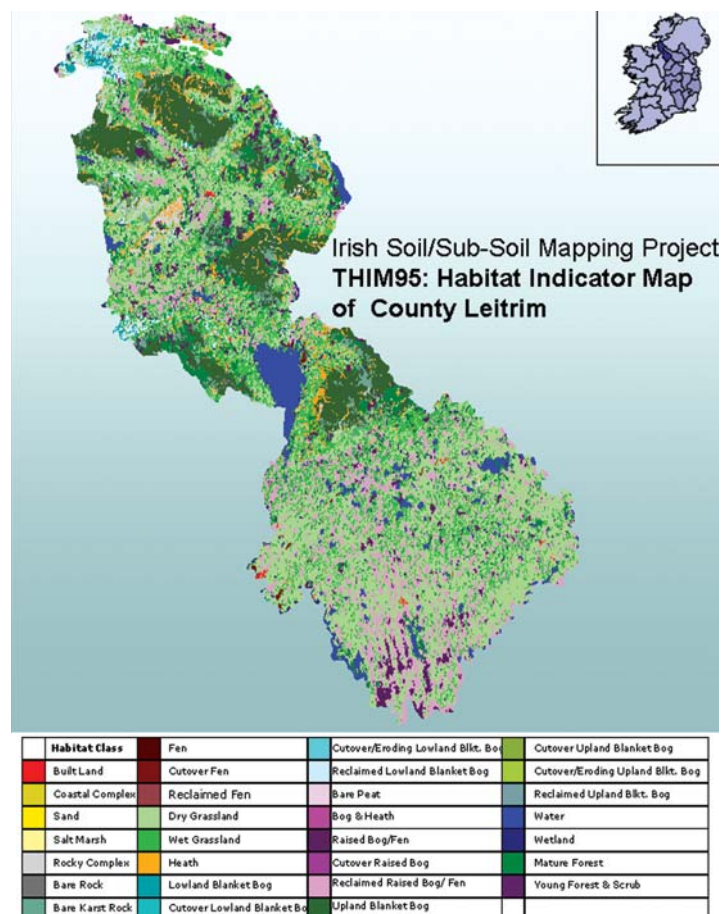 Irish Soil/Sub-Soil Mapping Project
THIM95: Habitat Indicator Map
of County Leitrim
Habitat Class
Built Land
Coastal Complex
Sand
Salt Marsh
Rocky Complex
Bare Rock
Bare Karst Rock
Fen
Cutover Fen
Reclaimed Fen
Dry Grassland
Wet Grassland
Heath
Lowland Blanket Bog
Cutover Lowland Blanket Bo
Cutover/Eroding Lowland Blkt. Bog
Reclaimed Lowland Blanket Bog
Bare Peat
Bog & Heath
Raised Bog/Fen
Cutover Raised Bog
Reclaimed Raised Bog/ Fen
Upland Blanket Bog
Cutover Upland Blanket Bog
Cutover/Eroding Upland Blkt. Bog
Reclaimed Upland Blkt. Bog
Water
Wetland
Mature Forest
Young Forest & Scrub